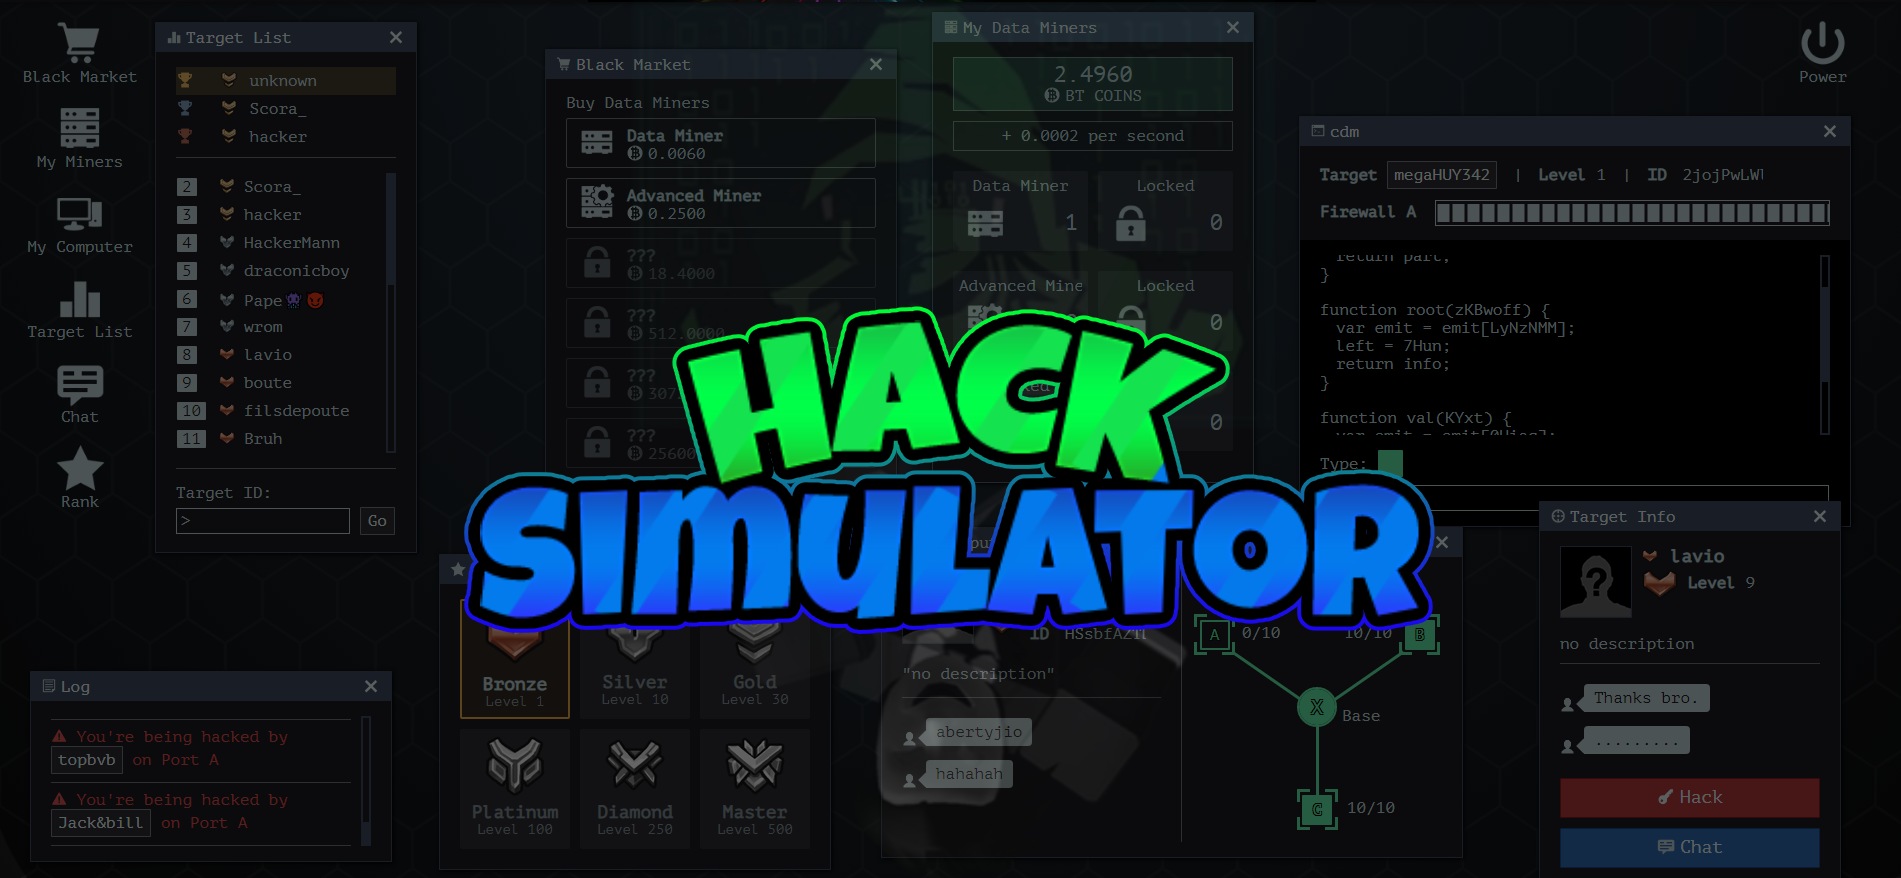 Black Market
My Miners
My Computer
Target List
Chat
Rank
Target List
unknown
Scora_
hacker
2 Scora_
3 hacker
4 HackerMann
5 draconicboy
6 Pape
7 wrom
8 lavio
9 boute
10 filsdepoute
11 Bruh
Target ID:
> Go
Log
You're being hacked by
topbvb on Port A
You're being hacked by
Jack&bill on Port A
Black Market
Buy Data Miners
Data Miner
0.0060
Advanced Miner
0.2500
???
18.4000
???
512.0000
???
???
My Data Miners
2.4960
BT COINS
+ 0.0002 per second
Data Miner Locked
1 0
Advanced Mine Locked
0
0
HACK
SIMULATOR
Bronze
Level 1
Silver
Level 10
Gold
Level 30
Platinum
Level 100
Diamond
Level 250
Master
Level 500
ID
"no description"
abertyjio
hahahah
A 0/10
10/10 B
X Base
C 10/10
Power
cdm
Target megaHUY342 | Level 1 | ID 2jojPwLWl
Firewall A
return part,
}
function root(zKBwoff) {
var emit = emit[LyNzNMM];
left = 7Hun;
return info;
}
function val(KYxt) {
Type:
Target Info
lavio
Level 9
no description
Thanks bro.
.........
Hack
Chat